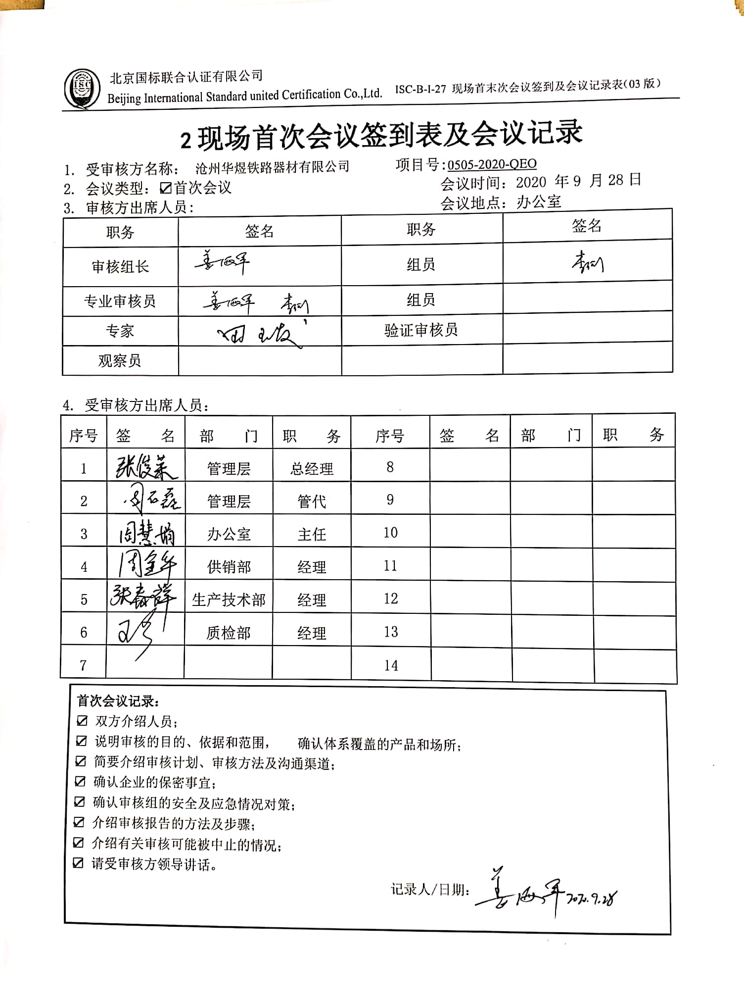 ISC
北京国标联合认证有限公司
Beijing International Standard united Certification Co.,Ltd. ISC-B-I-27 现场首末次会议签到及会议记录表(03 版)
2 现场首次会议签到表及会议记录
1. 受审核方名称: 沧州华煜铁路器材有限公司 项目号:0505-2020-QEO
2. 会议类型:☑首次会议 会议时间: 2020 年 9 月 28 日
3. 审核方出席人员: 会议地点: 办公室
职务 签名 职务 签名
审核组长 姜海军 组员
专业审核员 姜海军 组员
专家 验证审核员
观察员
4. 受审核方出席人员:
序号 签 名 部 门 职 务 序号 签 名 部 门 职 务
1 张俊荣 管理层 总经理 8
2 周石磊 管理层 管代 9
3 周慧娟 办公室 主任 10
4 周金华 供销部 经理 11
5 张春祥 生产技术部 经理 12
6 质检部 经理 13
7 14
首次会议记录:
☑ 双方介绍人员;
☑ 说明审核的目的、依据和范围, 确认体系覆盖的产品和场所;
☑ 简要介绍审核计划、审核方法及沟通渠道;
☑ 确认企业的保密事宜;
☑ 确认审核组的安全及应急情况对策;
☑ 介绍审核报告的方法及步骤;
☑ 介绍有关审核可能被中止的情况;
☑ 请受审核方领导讲话。
记录人/日期: 姜海军 2020.9.28